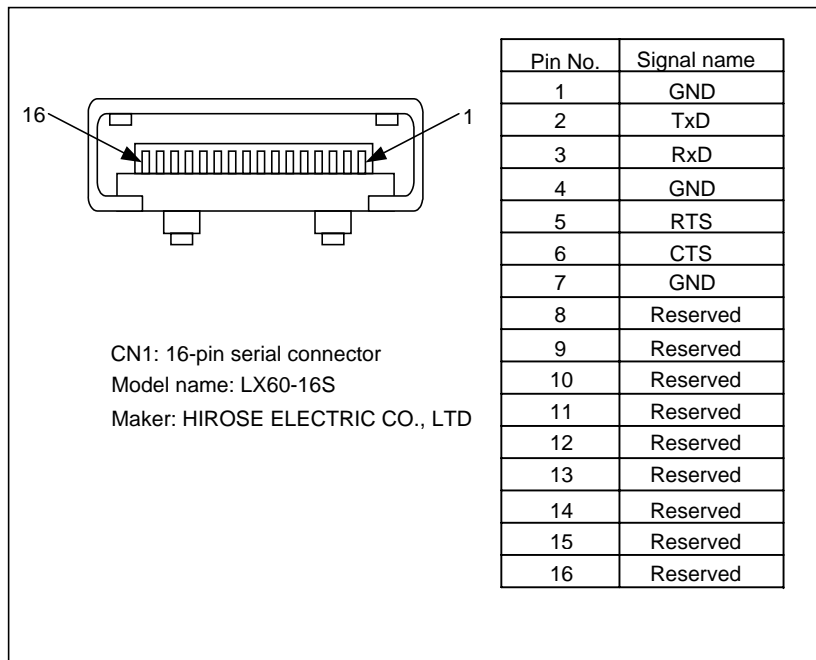 16
1
CN1: 16-pin serial connector
Model name: LX60-16S
Maker: HIROSE ELECTRIC CO., LTD
Pin No. Signal name
1 GND
2 TxD
3 RxD
4 GND
5 RTS
6 CTS
7 GND
8 Reserved
9 Reserved
10 Reserved
11 Reserved
12 Reserved
13 Reserved
14 Reserved
15 Reserved
16 Reserved